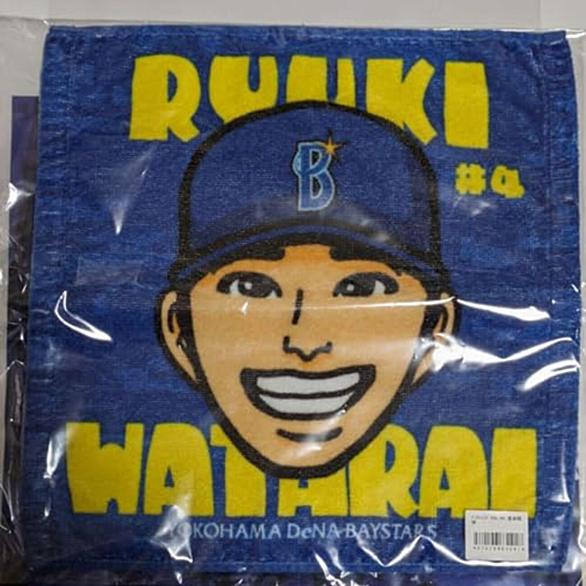 RYUKI
B
#4
WATARAI
YOKOHAMA DeNA BAYSTARS